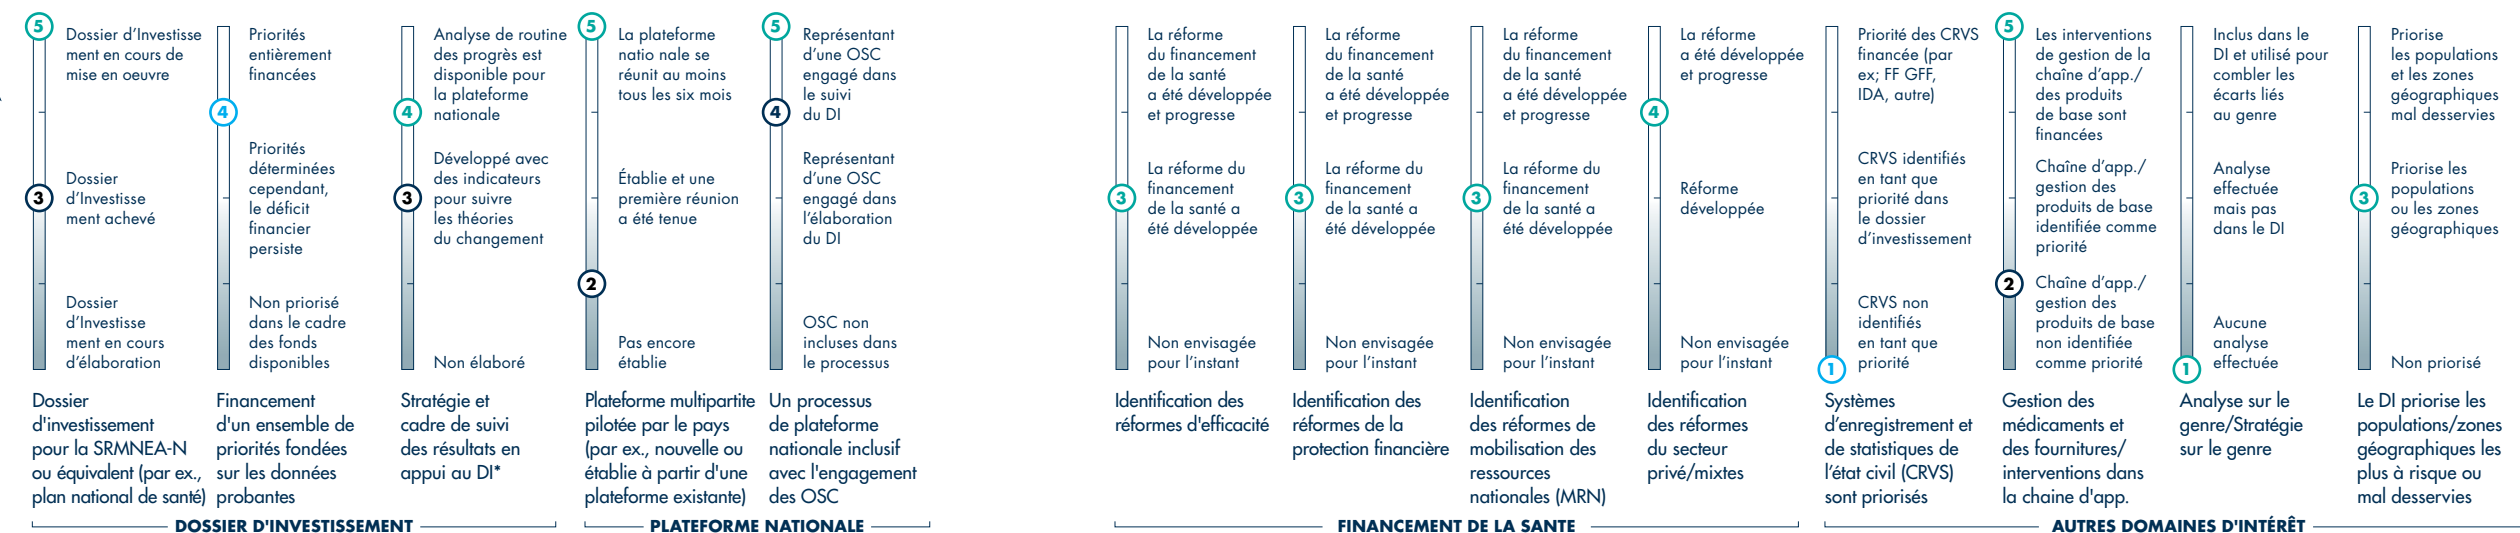 5
Dossier d’Investisse
ment en cours de
mise en oeuvre
3
Dossier
d’Investisse
ment achevé
Dossier
d’Investisse
ment en cours
d’élaboration
Dossier
d'investissement
pour la SRMNEA-N
ou équivalent (par ex.,
plan national de santé)
Priorités
entièrement
financées
4
Priorités
déterminées
cependant,
le déficit
financier
persiste
Non priorisé
dans le cadre
des fonds
disponibles
Financement
d'un ensemble de
priorités fondées
sur les données
probantes
Analyse de routine
des progrès est
disponible pour
la plateforme
nationale
4
Développé avec
des indicateurs
pour suivre
les théories
du changement
3
Non élaboré
Stratégie et
cadre de suivi
des résultats en
appui au DI*
DOSSIER D'INVESTISSEMENT
5
La plateforme
natio nale se
réunit au moins
tous les six mois
Établie et une
première réunion
a été tenue
2
Pas encore
établie
Plateforme multipartite
pilotée par le pays
(par ex., nouvelle ou
établie à partir d'une
plateforme existante)
5
Représentant
d’une OSC
engagé dans
le suivi
du DI
4
Représentant
d’une OSC
engagé dans
l’élaboration
du DI
OSC non
incluses dans
le processus
Un processus
de plateforme
nationale inclusif
avec l'engagement
des OSC
PLATEFORME NATIONALE
La réforme
du financement
de la santé
a été développée
et progresse
3
La réforme du
financement
de la santé a
été développée
Non envisagée
pour l’instant
Identification des
réformes d'efficacité
La réforme
du financement
de la santé
a été développée
et progresse
3
La réforme du
financement
de la santé a
été développée
Non envisagée
pour l’instant
Identification des
réformes de la
protection financière
La réforme
du financement
de la santé
a été développée
et progresse
3
La réforme du
financement
de la santé a
été développée
Non envisagée
pour l’instant
Identification
des réformes de
mobilisation des
ressources
nationales (MRN)
La réforme
a été développée
et progresse
4
Réforme
développée
Non envisagée
pour l’instant
Identification
des réformes
du secteur
privé/mixtes
FINANCEMENT DE LA SANTE
Priorité des CRVS
financée (par
ex; FF GFF,
IDA, autre)
CRVS identifiés
en tant que
priorité dans
le dossier
d’investissement
CRVS non
identifiés
en tant que
priorité
1
Systèmes
d’enregistrement et
de statistiques de
l’état civil (CRVS)
sont priorisés
5
Les interventions
de gestion de la
chaîne d’app./
des produits
de base sont
financées
Chaîne d’app./
gestion des
produits de base
identifiée comme
priorité
2
Chaîne d’app./
gestion des
produits de base
non identifiée
comme priorité
Gestion des
médicaments et
des fournitures/
interventions dans
la chaine d'app.
Inclus dans le
DI et utilisé pour
combler les
écarts liés
au genre
Analyse
effectuée
mais pas
dans le DI
Aucune
analyse
effectuée
1
Analyse sur le
genre/Stratégie
sur le genre
Priorise
les populations
et les zones
géographiques
mal desservies
3
Priorise les
populations
ou les zones
géographiques
Non priorisé
Le DI priorise les
populations/zones
géographiques les
plus à risque ou
mal desservies
AUTRES DOMAINES D'INTÉRÊT